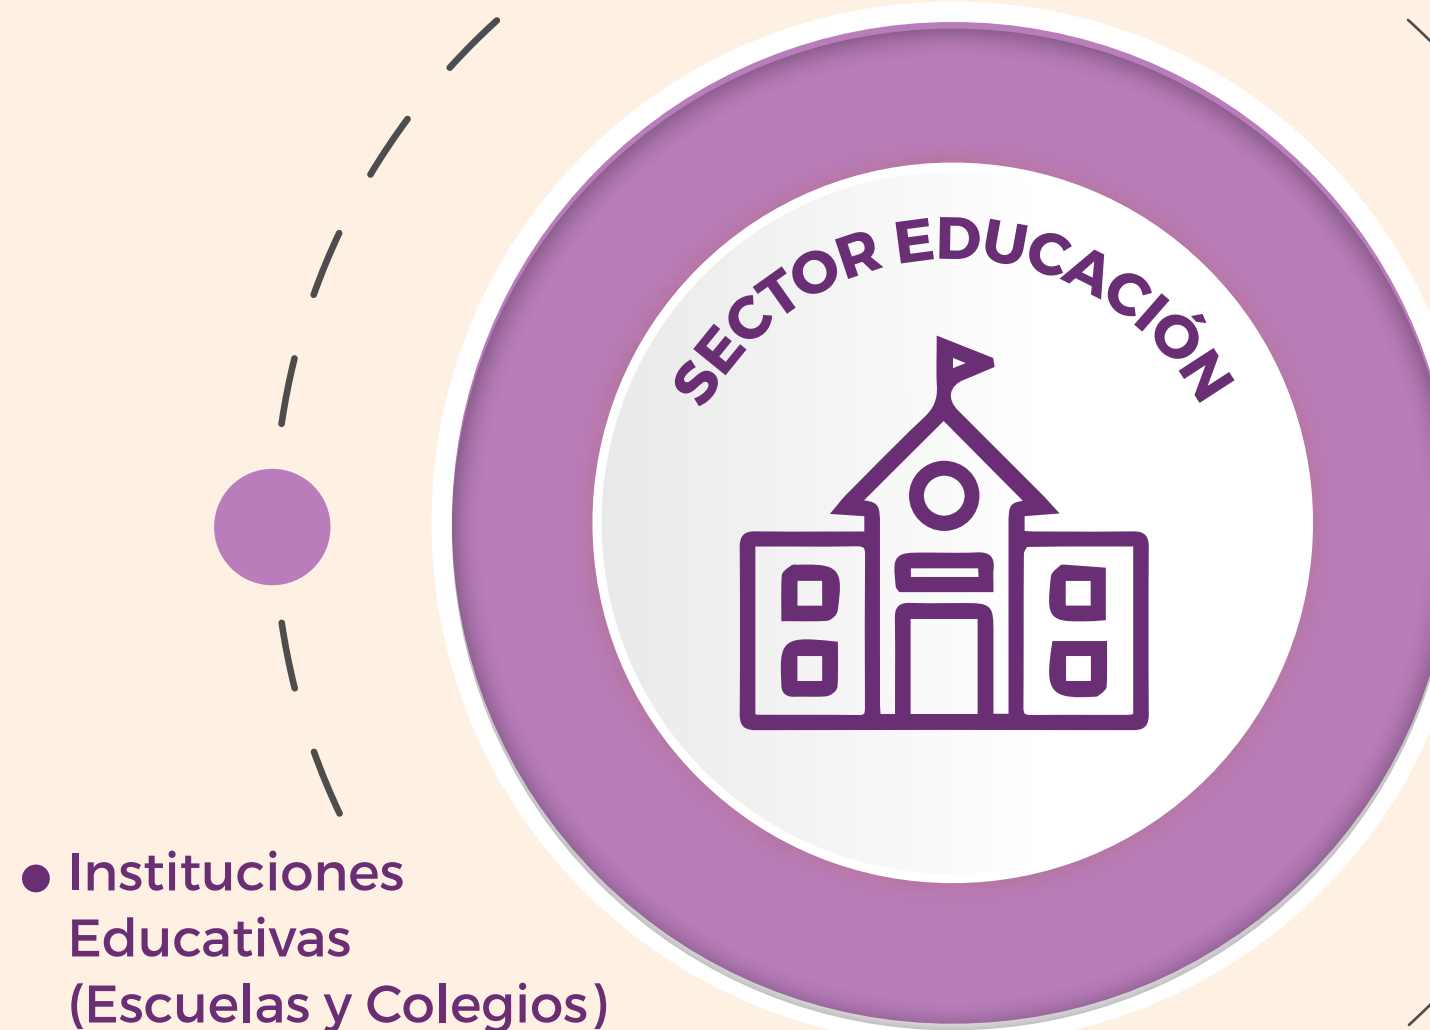 SECTOR EDUCACIÓN
● Instituciones
Educativas
(Escuelas y Colegios)